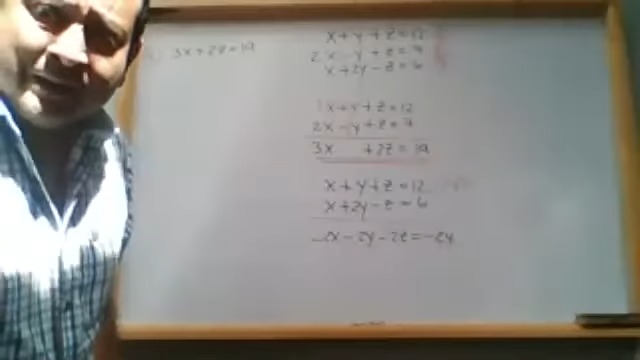 3x+2z=19
x+y+z=12
2x-y+z=7
x+2y-z=6
x+y+z=12
2x-y+z=7
3x +2z=19
x+y+z=12
x+2y-z=6
-2x-2y-2z=-24